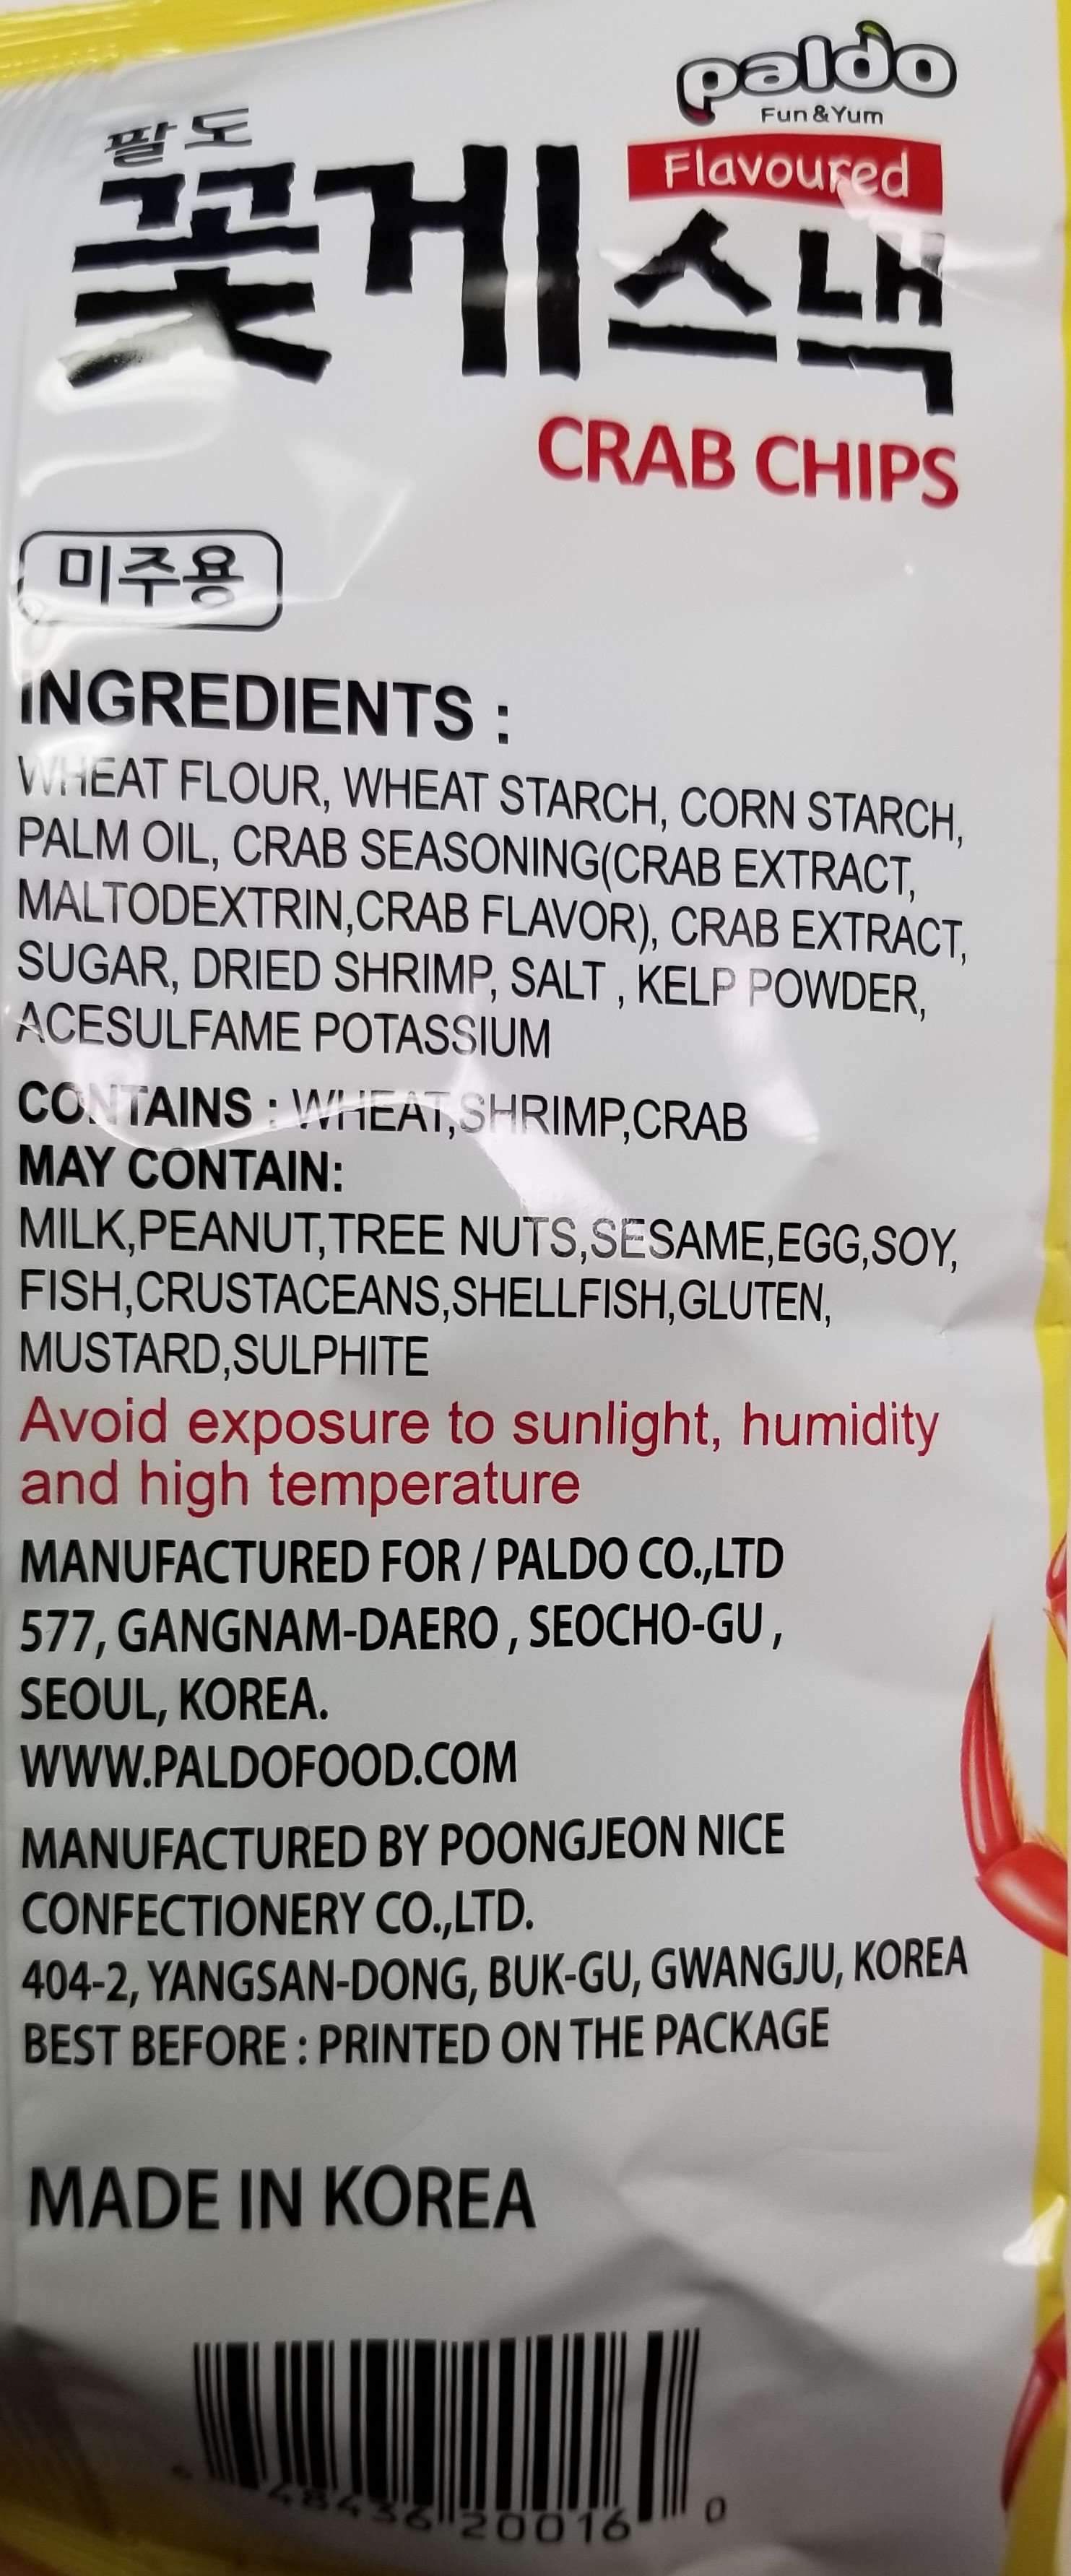 paldo
Fun & Yum
팔도
Flavoured
꽃게스낵
CRAB CHIPS
미주용
INGREDIENTS :
WHEAT FLOUR, WHEAT STARCH, CORN STARCH,
PALM OIL, CRAB SEASONING(CRAB EXTRACT,
MALTODEXTRIN,CRAB FLAVOR), CRAB EXTRACT,
SUGAR, DRIED SHRIMP, SALT , KELP POWDER,
ACESULFAME POTASSIUM
CONTAINS : WHEAT,SHRIMP,CRAB
MAY CONTAIN:
MILK,PEANUT,TREE NUTS,SESAME,EGG,SOY,
FISH,CRUSTACEANS,SHELLFISH,GLUTEN,
MUSTARD,SULPHITE
Avoid exposure to sunlight, humidity
and high temperature
MANUFACTURED FOR / PALDO CO.,LTD
577, GANGNAM-DAERO , SEOCHO-GU ,
SEOUL, KOREA.
WWW.PALDOFOOD.COM
MANUFACTURED BY POONGJEON NICE
CONFECTIONERY CO.,LTD.
404-2, YANGSAN-DONG, BUK-GU, GWANGJU, KOREA
BEST BEFORE : PRINTED ON THE PACKAGE
MADE IN KOREA
6 48436 20016 0